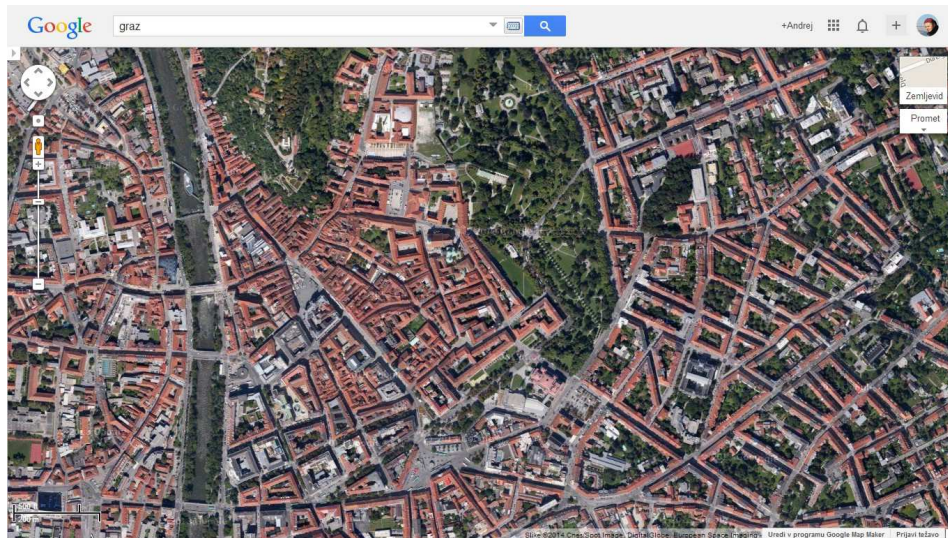 Google
graz
+Andrej
Zemljevid
Promet
500 ft
200 m
Slike ©2014 Cnes/Spot Image, DigitalGlobe, European Space Imaging
Uredi v programu Google Map Maker
Prijavi težavo